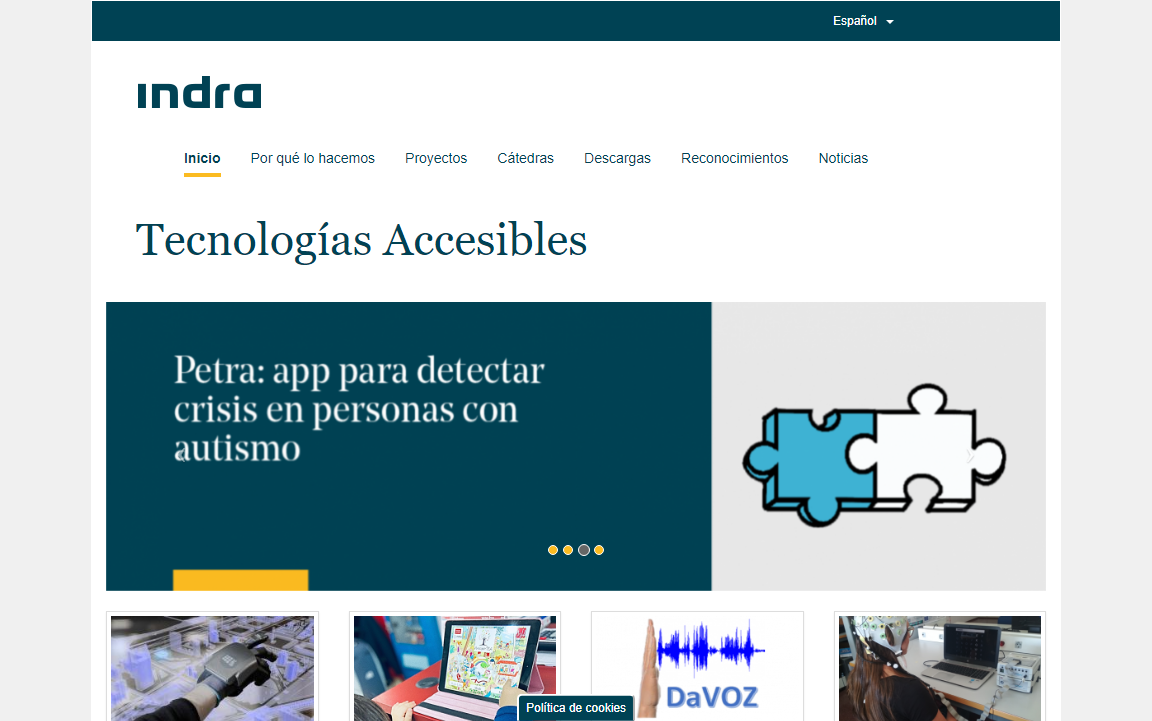 Español
indra
Inicio Por qué lo hacemos Proyectos Cátedras Descargas Reconocimientos Noticias
Tecnologías Accesibles
Petra: app para detectar
crisis en personas con
autismo
DaVOZ
Política de cookies